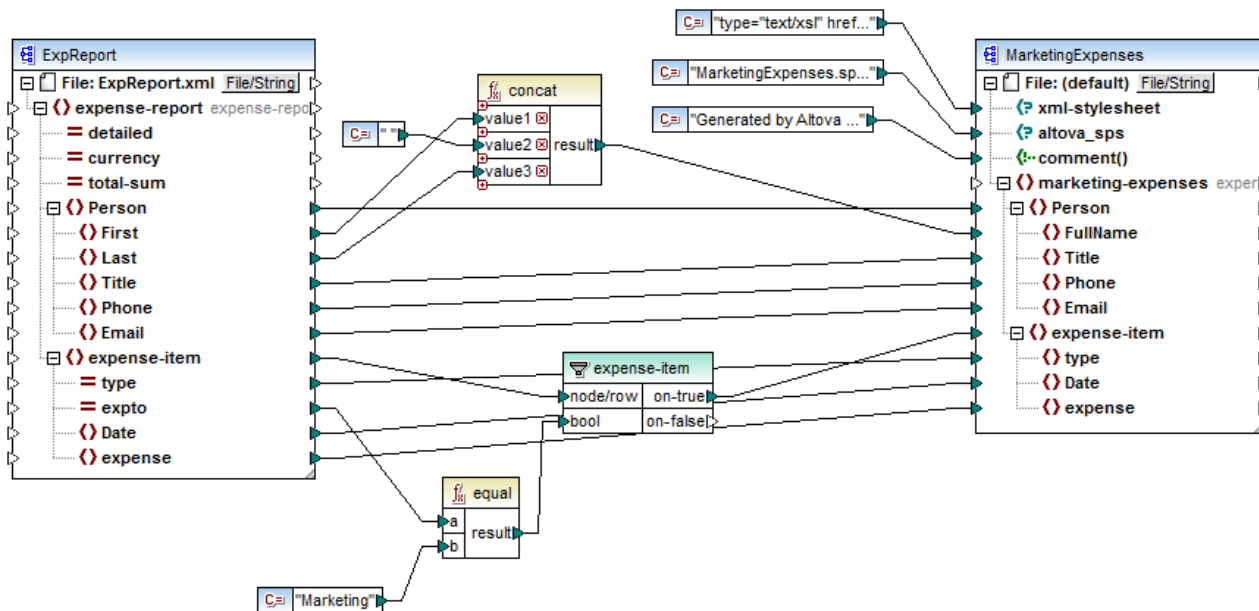 "type="text/xsl" href..."
ExpReport
File: ExpReport.xml File/String
expense-report expense-repo
detailed
currency
total-sum
Person
First
Last
Title
Phone
Email
expense-item
type
expto
Date
expense
" "
concat
value1
value2
value3
result
"MarketingExpenses.sp..."
"Generated by Altova ..."
MarketingExpenses
File: (default) File/String
xml-stylesheet
altova_sps
comment()
marketing-expenses exper
Person
FullName
Title
Phone
Email
expense-item
type
Date
expense
expense-item
node/row on-true
bool on-false
equal
a
b
result
"Marketing"